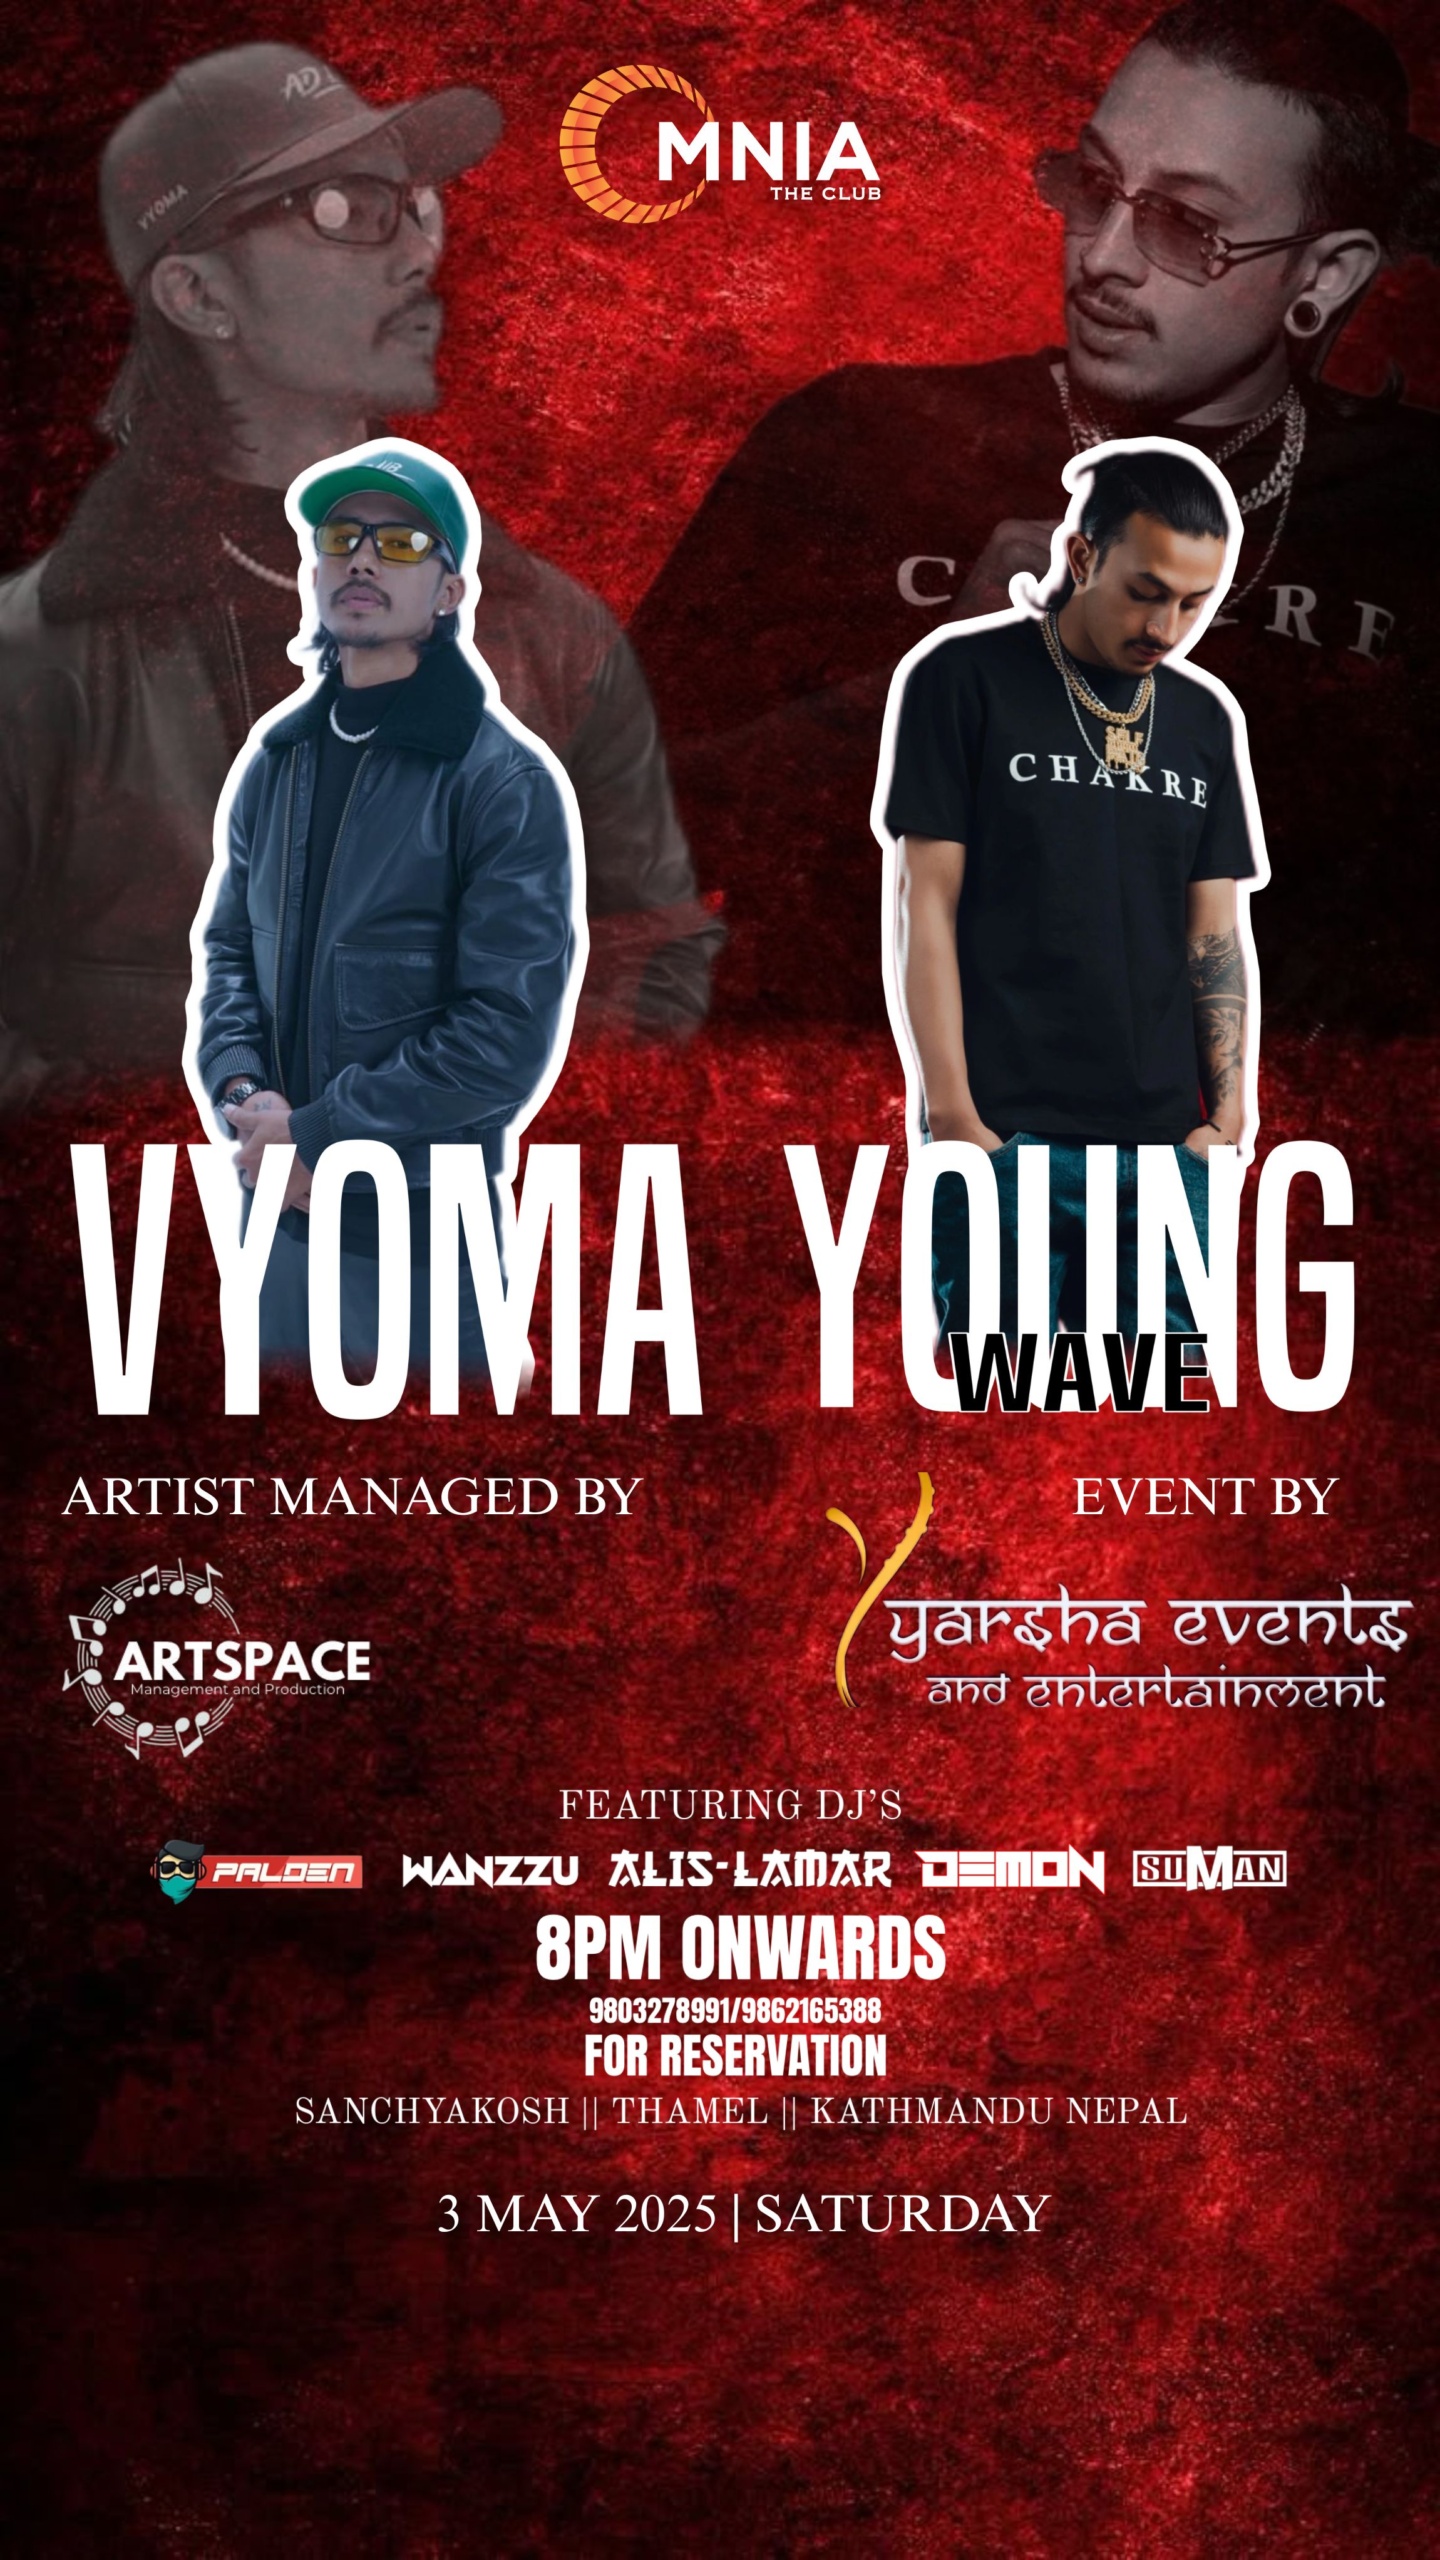 OMNIA
THE CLUB
VYOMA
CHAKRE
VYOMA YOUNG
WAVE
ARTIST MANAGED BY
EVENT BY
ARTSPACE
Management and Production
yarsha events
and entertainment
FEATURING DJ'S
PALDEN WANZZU ALIS-LAMAR DEMON SUMAN
8PM ONWARDS
9803278991/9862165388
FOR RESERVATION
SANCHYAKOSH || THAMEL || KATHMANDU NEPAL
3 MAY 2025 | SATURDAY